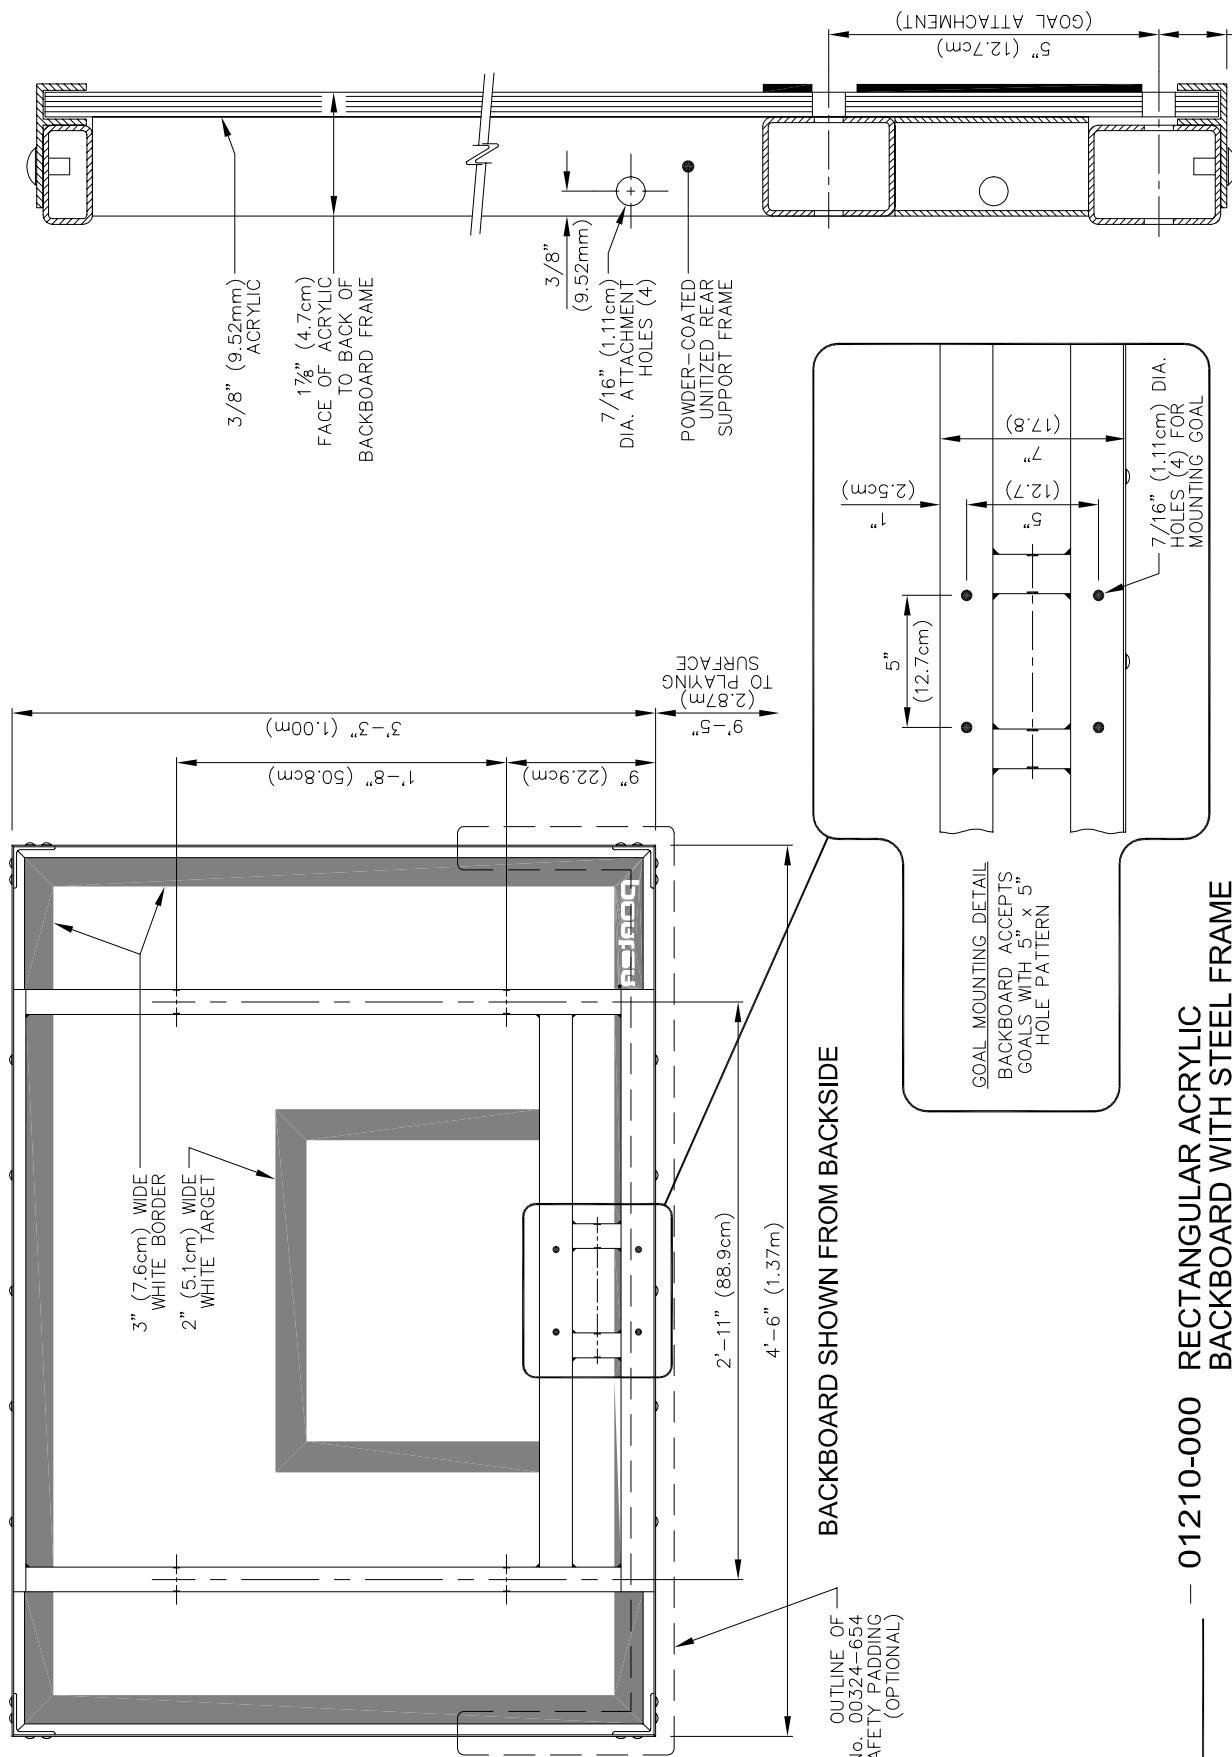 3" (7.6cm) WIDE
WHITE BORDER
2" (5.1cm) WIDE
WHITE TARGET
3'-3" (1.00m)
1'-8" (50.8cm)
9" (22.9cm)
9'-5"
(2.87m)
TO PLAYING
SURFACE
2'-11" (88.9cm)
4'-6" (1.37m)
OUTLINE OF
No. 00324-654
AFETY PADDING
(OPTIONAL)
BACKBOARD SHOWN FROM BACKSIDE
3/8" (9.52mm)
ACRYLIC
1⅞" (4.7cm)
FACE OF ACRYLIC
TO BACK OF
BACKBOARD FRAME
3/8"
(9.52mm)
7/16" (1.11cm)
DIA. ATTACHMENT
HOLES (4)
POWDER-COATED
UNITIZED REAR
SUPPORT FRAME
5" (12.7cm)
(GOAL ATTACHMENT)
GOAL MOUNTING DETAIL
BACKBOARD ACCEPTS
GOALS WITH 5" x 5"
HOLE PATTERN
5"
(12.7cm)
1"
(2.5cm)
5"
(12.7)
7"
(17.8)
7/16" (1.11cm) DIA.
HOLES (4) FOR
MOUNTING GOAL
01210-000 RECTANGULAR ACRYLIC
BACKBOARD WITH STEEL FRAME